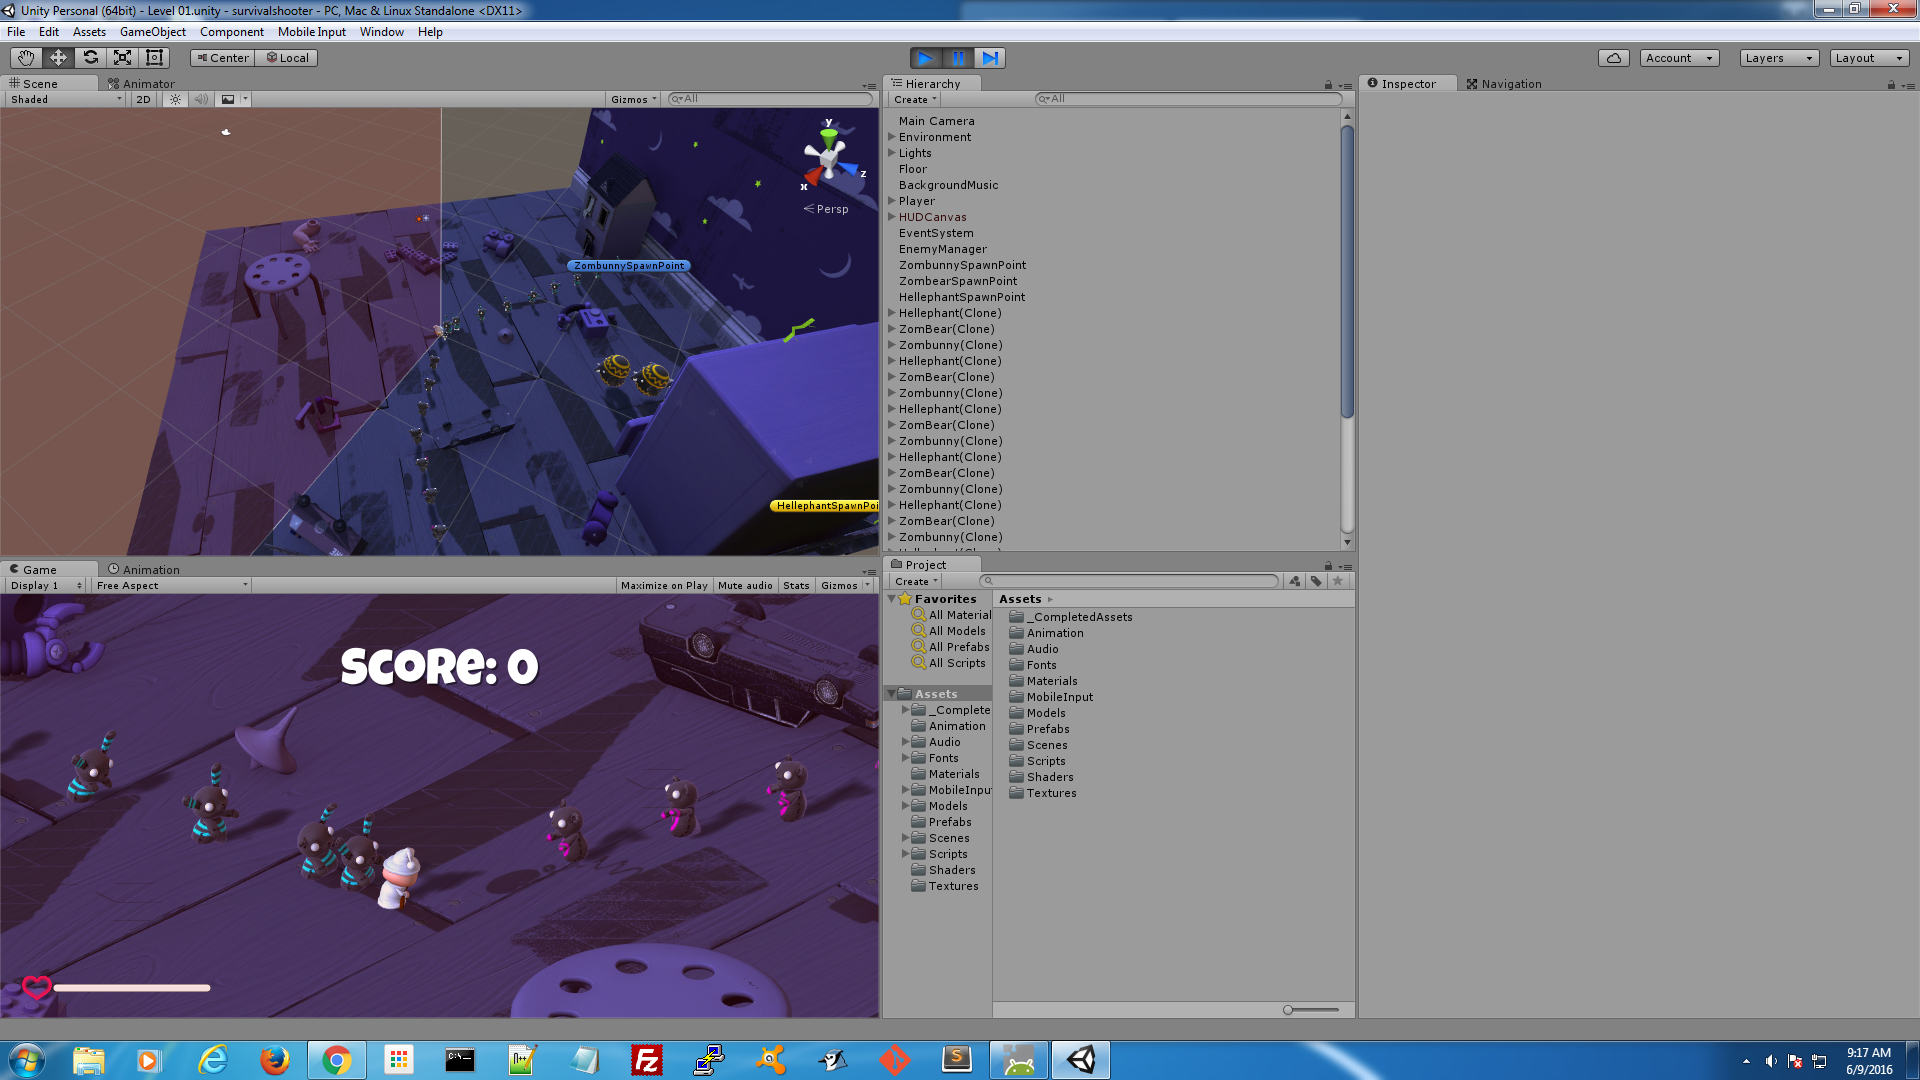 Unity Personal (64bit) - Level 01.unity - survivalshooter - PC, Mac & Linux Standalone <DX11>
File Edit Assets GameObject Component Mobile Input Window Help
Center Local
Account Layers Layout
Scene Animator
Shaded 2D Gizmos All
y
z
x
Persp
ZombunnySpawnPoint
HellephantSpawnPoi
Game Animation
Display 1 Free Aspect Maximize on Play Mute audio Stats Gizmos
SCORE: 0
Hierarchy
Create All
Main Camera
Environment
Lights
Floor
BackgroundMusic
Player
HUDCanvas
EventSystem
EnemyManager
ZombunnySpawnPoint
ZombearSpawnPoint
HellephantSpawnPoint
Hellephant(Clone)
ZomBear(Clone)
Zombunny(Clone)
Hellephant(Clone)
ZomBear(Clone)
Zombunny(Clone)
Hellephant(Clone)
ZomBear(Clone)
Zombunny(Clone)
Hellephant(Clone)
ZomBear(Clone)
Zombunny(Clone)
Hellephant(Clone)
ZomBear(Clone)
Zombunny(Clone)
Project
Create
Favorites
All Material
All Models
All Prefabs
All Scripts
Assets
_Complete
Animation
Audio
Fonts
Materials
MobileInpu
Models
Prefabs
Scenes
Scripts
Shaders
Textures
Assets
_CompletedAssets
Animation
Audio
Fonts
Materials
MobileInput
Models
Prefabs
Scenes
Scripts
Shaders
Textures
Inspector Navigation
9:17 AM
6/9/2016